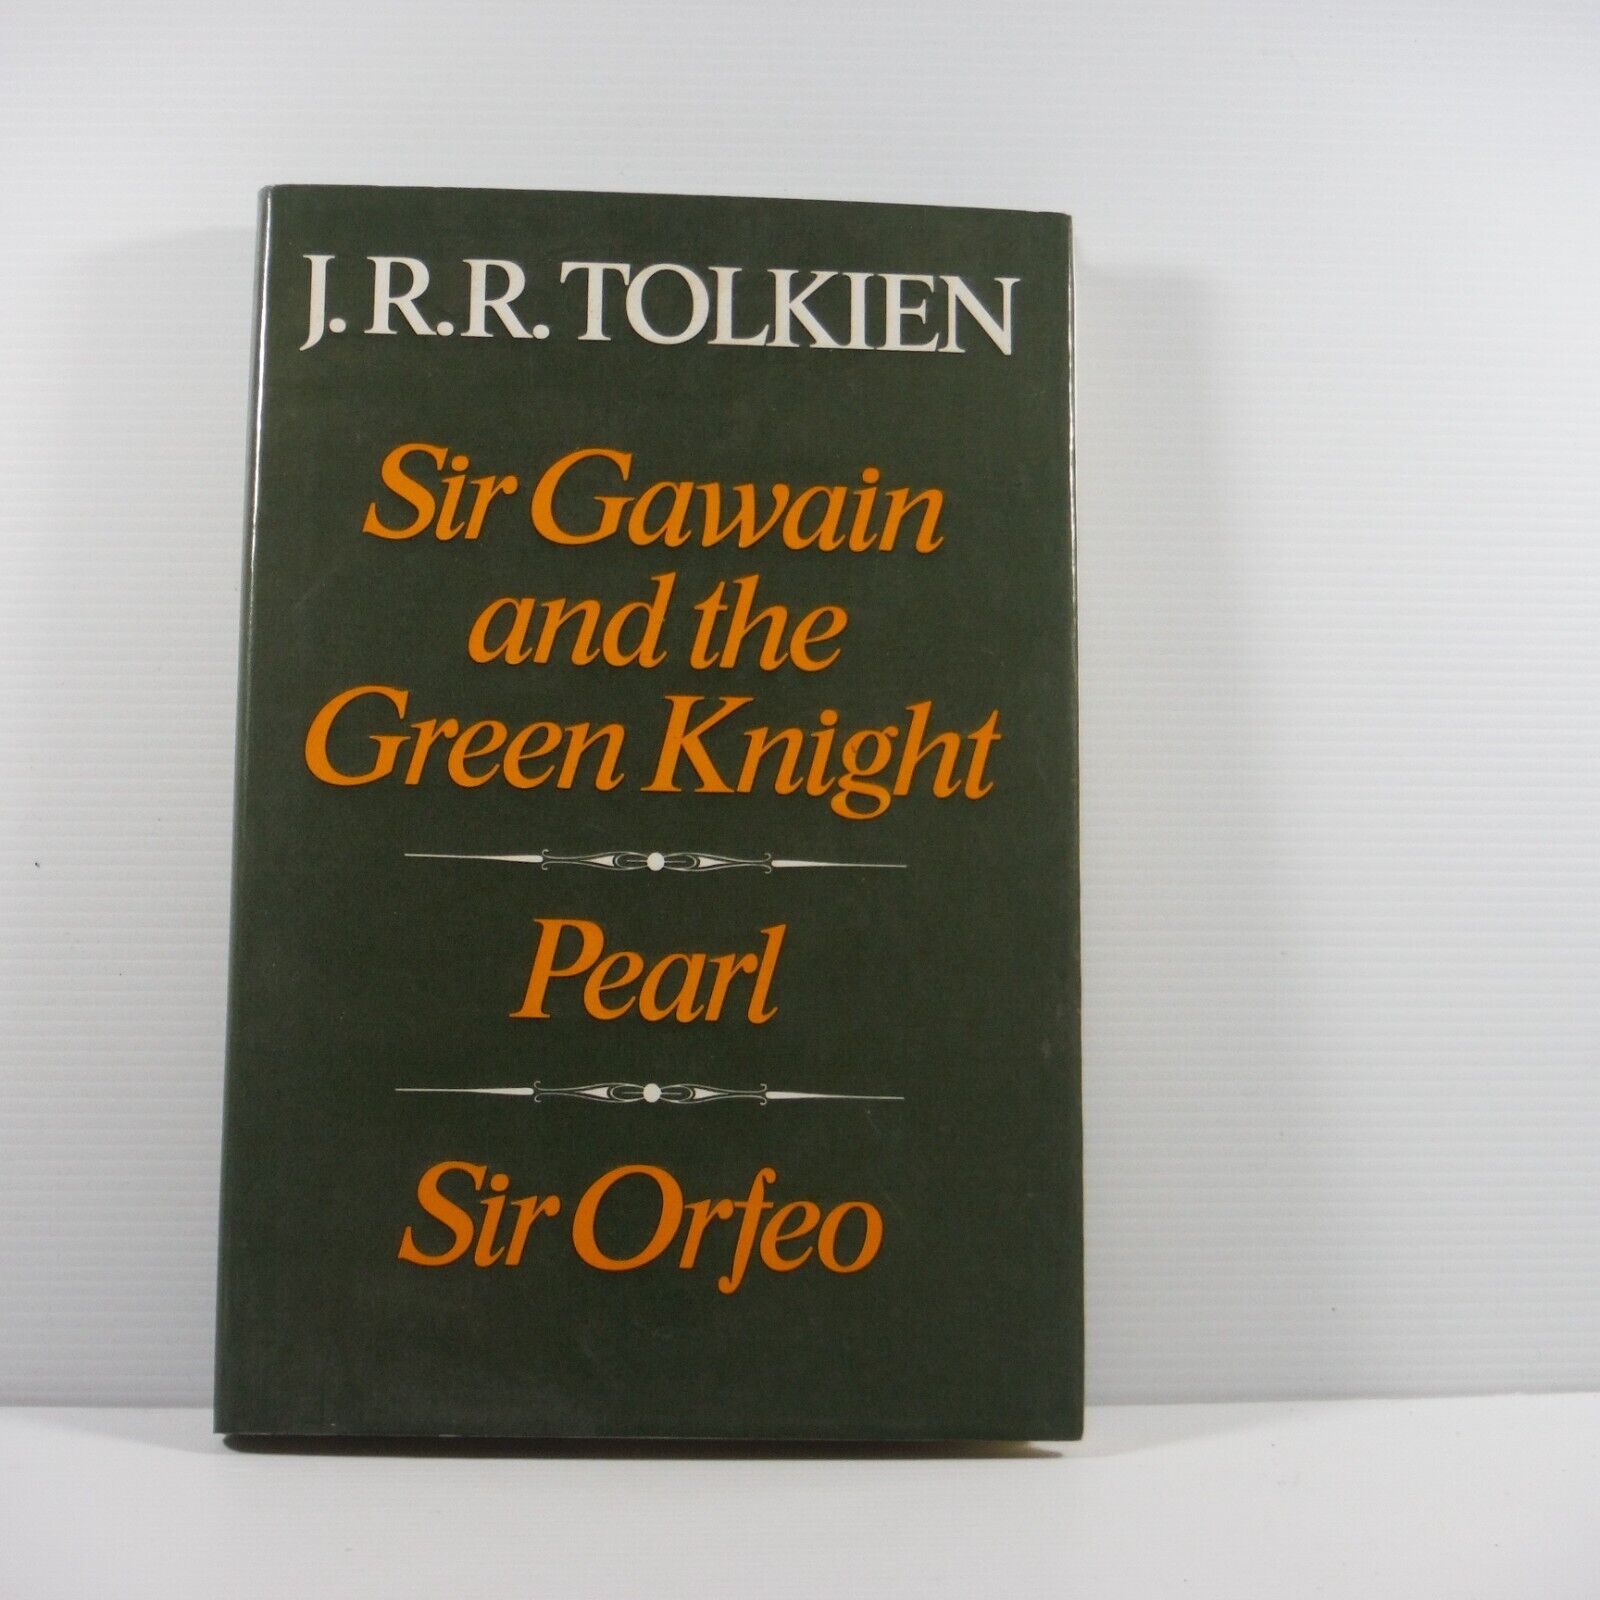 J. R. R. TOLKIEN
Sir Gawain
and the
Green Knight
Pearl
Sir Orfeo